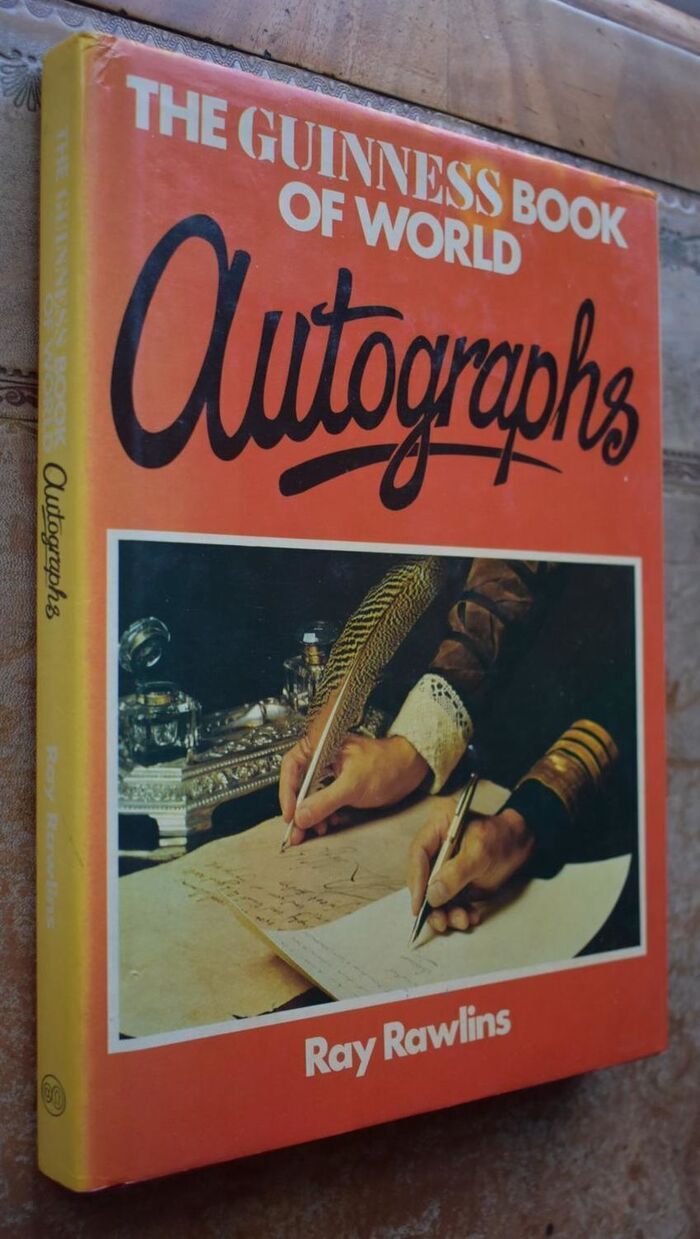 THE GUINNESS BOOK
OF WORLD
Autographs
Ray Rawlins
THE GUINNESS BOOK
OF WORLD
Autographs
Ray Rawlins